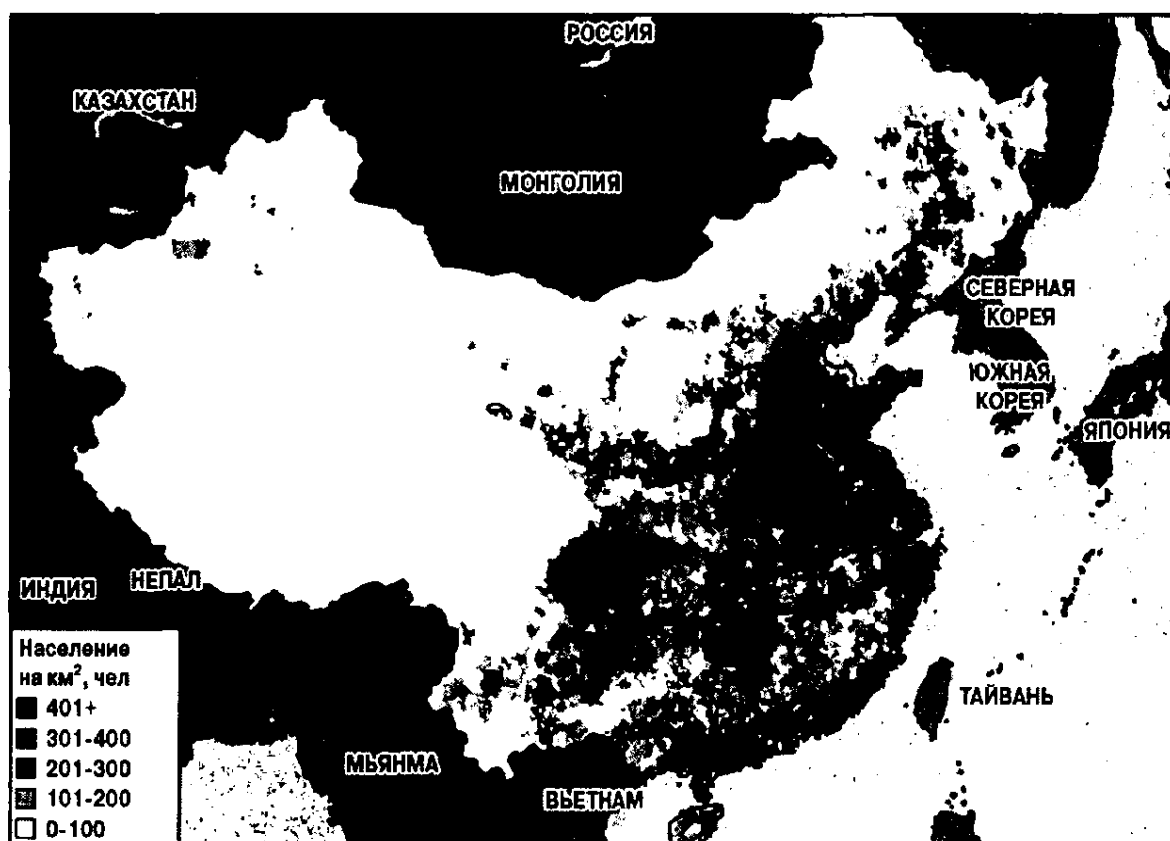 РОССИЯ
КАЗАХСТАН
МОНГОЛИЯ
СЕВЕРНАЯ
КОРЕЯ
ЮЖНАЯ
КОРЕЯ
ЯПОНИЯ
ИНДИЯ
НЕПАЛ
Население
на км², чел
401+
301-400
201-300
101-200
0-100
ТАЙВАНЬ
МЬЯНМА
ВЬЕТНАМ